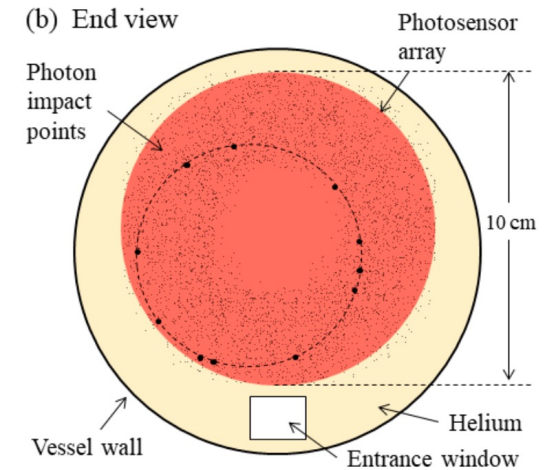 (b) End view
Photosensor
array
Photon
impact
points
10 cm
Helium
Vessel wall
Entrance window